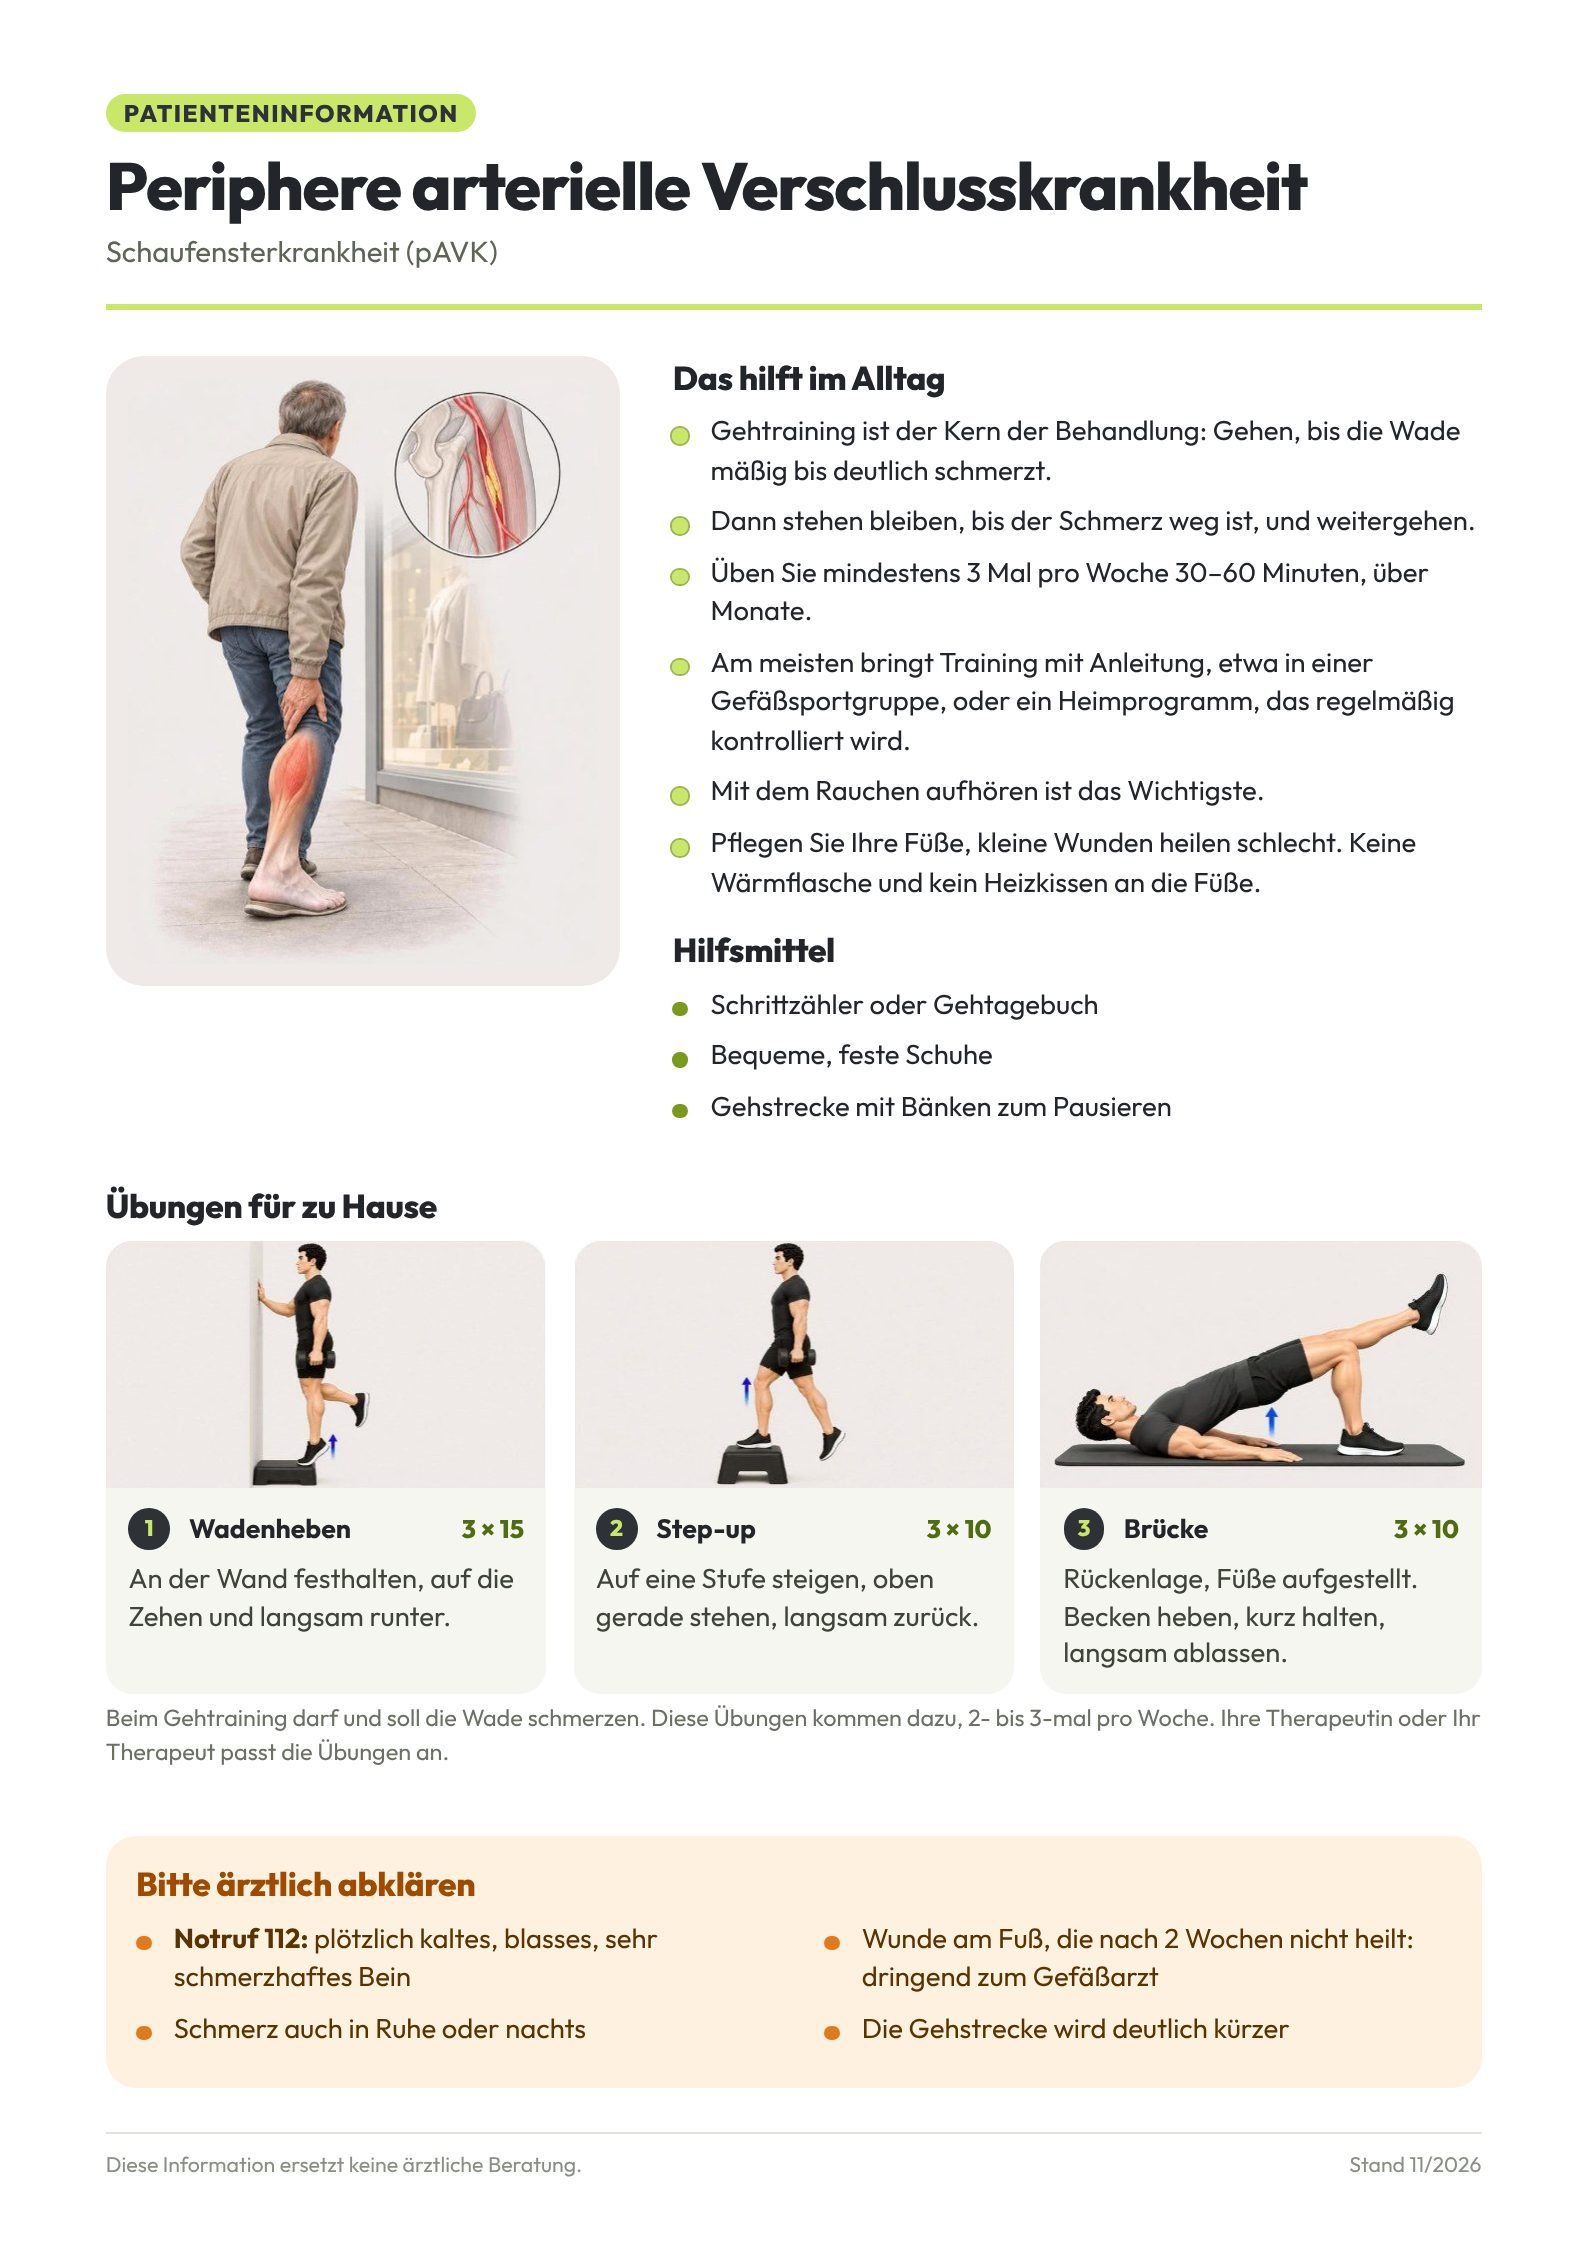 PATIENTENINFORMATION
Periphere arterielle Verschlusskrankheit
Schaufensterkrankheit (pAVK)
Das hilft im Alltag
Gehtraining ist der Kern der Behandlung: Gehen, bis die Wade
mäßig bis deutlich schmerzt.
Dann stehen bleiben, bis der Schmerz weg ist, und weitergehen.
Üben Sie mindestens 3 Mal pro Woche 30–60 Minuten, über
Monate.
Am meisten bringt Training mit Anleitung, etwa in einer
Gefäßsportgruppe, oder ein Heimprogramm, das regelmäßig
kontrolliert wird.
Mit dem Rauchen aufhören ist das Wichtigste.
Pflegen Sie Ihre Füße, kleine Wunden heilen schlecht. Keine
Wärmflasche und kein Heizkissen an die Füße.
Hilfsmittel
Schrittzähler oder Gehtagebuch
Bequeme, feste Schuhe
Gehstrecke mit Bänken zum Pausieren
Übungen für zu Hause
1 Wadenheben 3 × 15
An der Wand festhalten, auf die
Zehen und langsam runter.
2 Step-up 3 × 10
Auf eine Stufe steigen, oben
gerade stehen, langsam zurück.
3 Brücke 3 × 10
Rückenlage, Füße aufgestellt.
Becken heben, kurz halten,
langsam ablassen.
Beim Gehtraining darf und soll die Wade schmerzen. Diese Übungen kommen dazu, 2- bis 3-mal pro Woche. Ihre Therapeutin oder Ihr
Therapeut passt die Übungen an.
Bitte ärztlich abklären
Notruf 112: plötzlich kaltes, blasses, sehr
schmerzhaftes Bein
Schmerz auch in Ruhe oder nachts
Wunde am Fuß, die nach 2 Wochen nicht heilt:
dringend zum Gefäßarzt
Die Gehstrecke wird deutlich kürzer
Diese Information ersetzt keine ärztliche Beratung.
Stand 11/2026